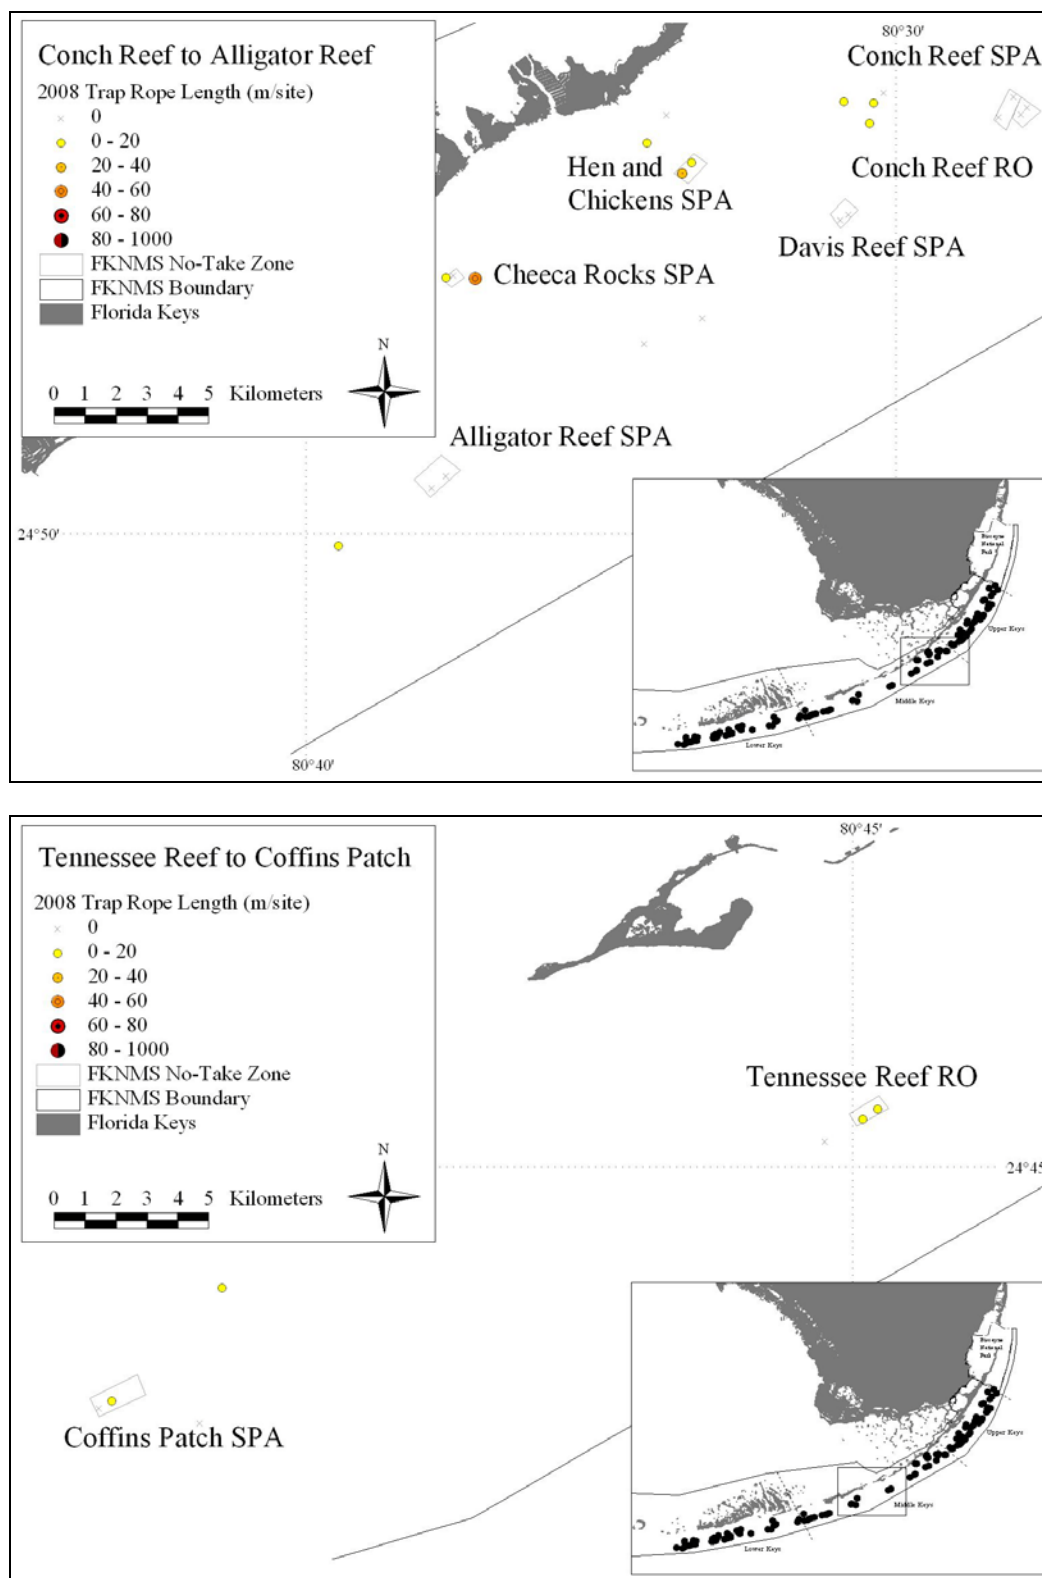 Conch Reef to Alligator Reef
2008 Trap Rope Length (m/site)
0
0 - 20
20 - 40
40 - 60
60 - 80
80 - 1000
FKNMS No-Take Zone
FKNMS Boundary
Florida Keys
N
0 1 2 3 4 5 Kilometers
80°30'
Conch Reef SPA
Conch Reef RO
Hen and
Chickens SPA
Davis Reef SPA
Cheeca Rocks SPA
Alligator Reef SPA
24°50'
80°40'
Biscayne
National
Park
Upper Keys
Middle Keys
Lower Keys
Tennessee Reef to Coffins Patch
2008 Trap Rope Length (m/site)
0
0 - 20
20 - 40
40 - 60
60 - 80
80 - 1000
FKNMS No-Take Zone
FKNMS Boundary
Florida Keys
N
0 1 2 3 4 5 Kilometers
80°45'
Tennessee Reef RO
24°45'
Coffins Patch SPA
Biscayne
National
Park
Upper Keys
Middle Keys
Lower Keys